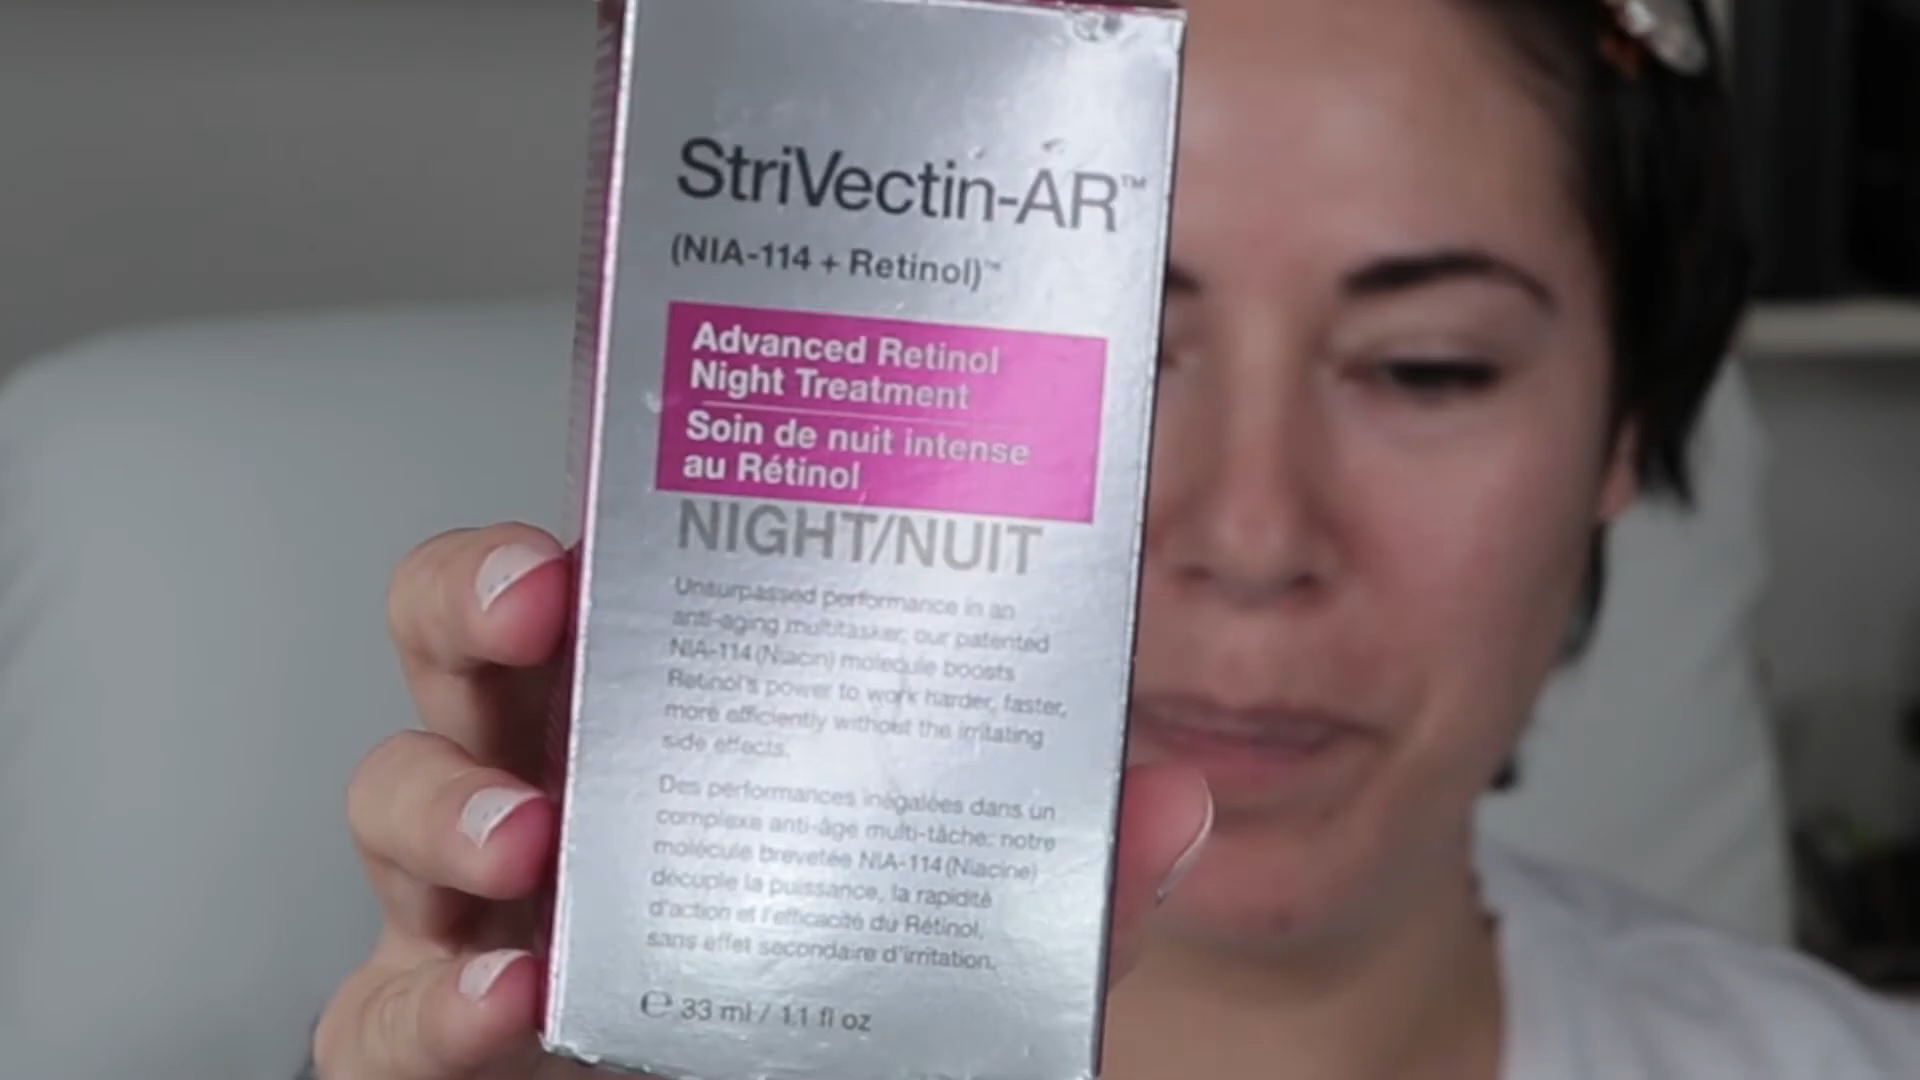 StriVectin-AR™
(NIA-114 + Retinol)™
Advanced Retinol
Night Treatment
Soin de nuit intense
au Rétinol
NIGHT/NUIT
Unsurpassed performance in an
anti-aging multitasker, our patented
NIA-114 (Niacin) molecule boosts
Retinol's power to work harder, faster,
more efficiently without the irritating
side effects.
Des performances inégalées dans un
complexe anti-âge multi-tâche: notre
molécule brevetée NIA-114 (Niacine)
décuple la puissance, la rapidité
d'action et l'efficacité du Rétinol,
sans effet secondaire d'irritation.
℮ 33 ml / 1.1 fl oz